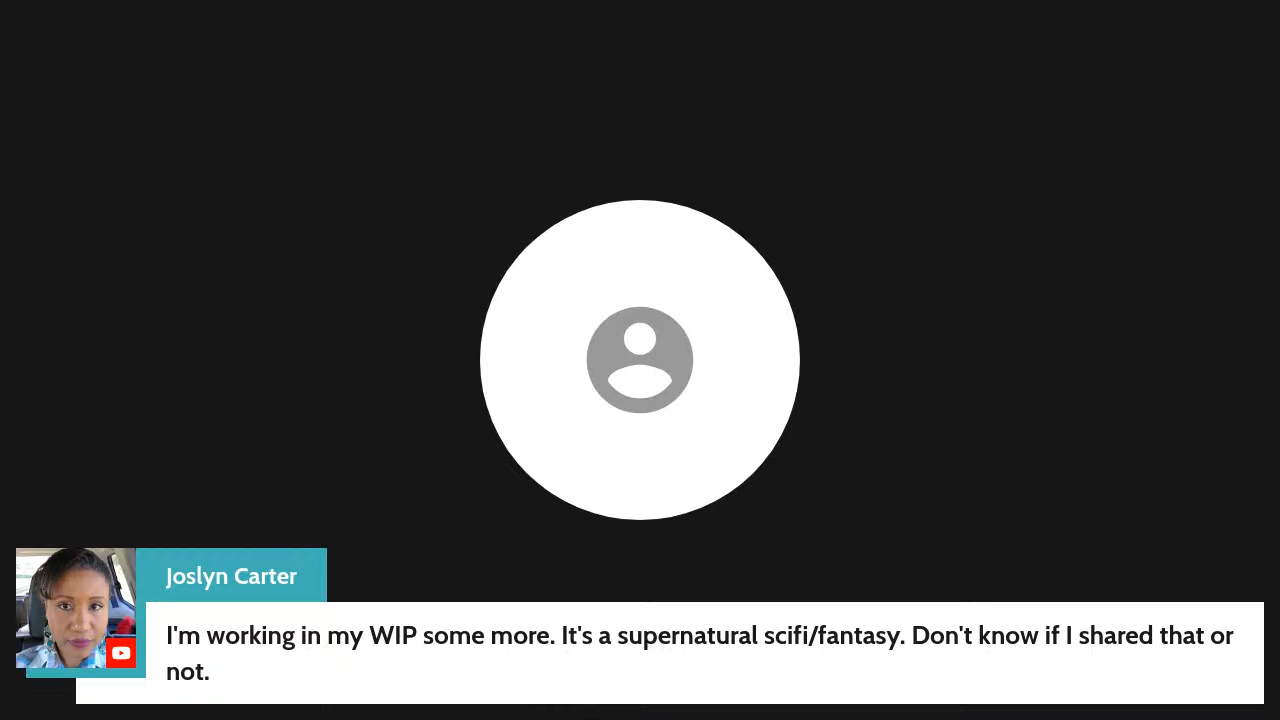 Joslyn Carter
I'm working in my WIP some more. It's a supernatural scifi/fantasy. Don't know if I shared that or
not.